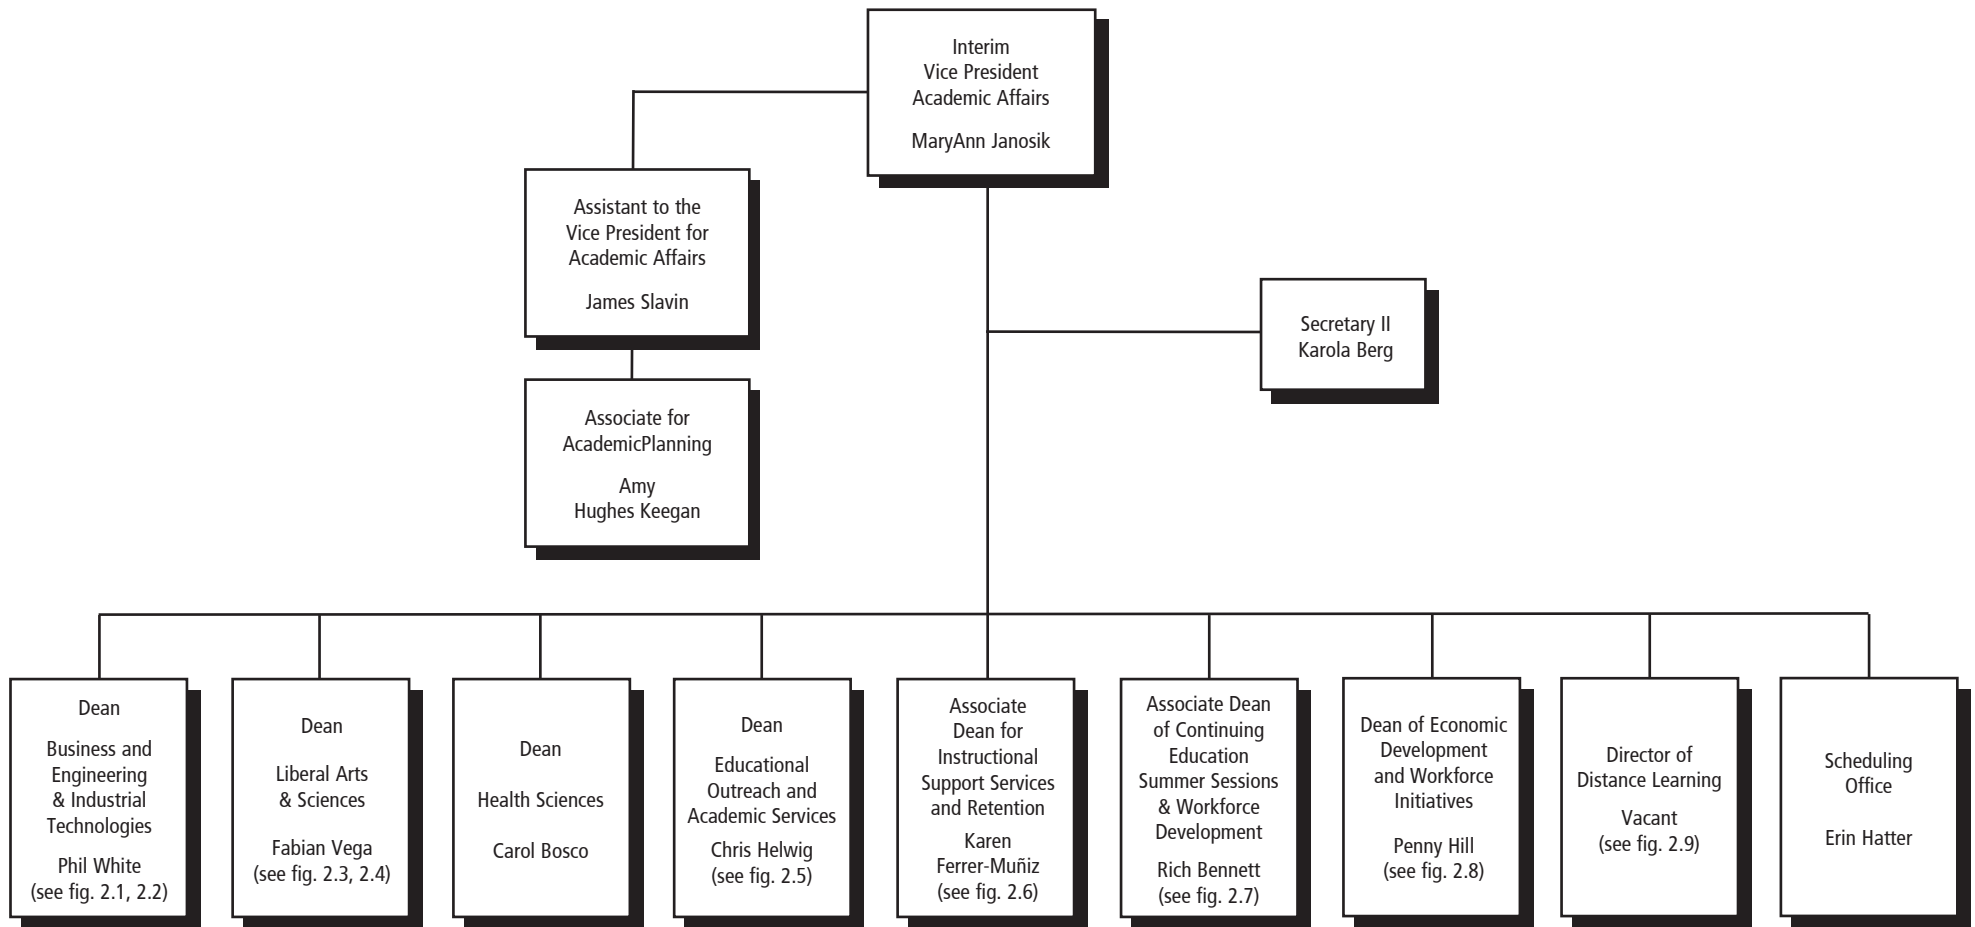 Interim
Vice President
Academic Affairs
MaryAnn Janosik
Assistant to the
Vice President for
Academic Affairs
James Slavin
Secretary II
Karola Berg
Associate for
AcademicPlanning
Amy
Hughes Keegan
Dean
Business and
Engineering
& Industrial
Technologies
Phil White
(see fig. 2.1, 2.2)
Dean
Liberal Arts
& Sciences
Fabian Vega
(see fig. 2.3, 2.4)
Dean
Health Sciences
Carol Bosco
Dean
Educational
Outreach and
Academic Services
Chris Helwig
(see fig. 2.5)
Associate
Dean for
Instructional
Support Services
and Retention
Karen
Ferrer-Muñiz
(see fig. 2.6)
Associate Dean
of Continuing
Education
Summer Sessions
& Workforce
Development
Rich Bennett
(see fig. 2.7)
Dean of Economic
Development
and Workforce
Initiatives
Penny Hill
(see fig. 2.8)
Director of
Distance Learning
Vacant
(see fig. 2.9)
Scheduling
Office
Erin Hatter